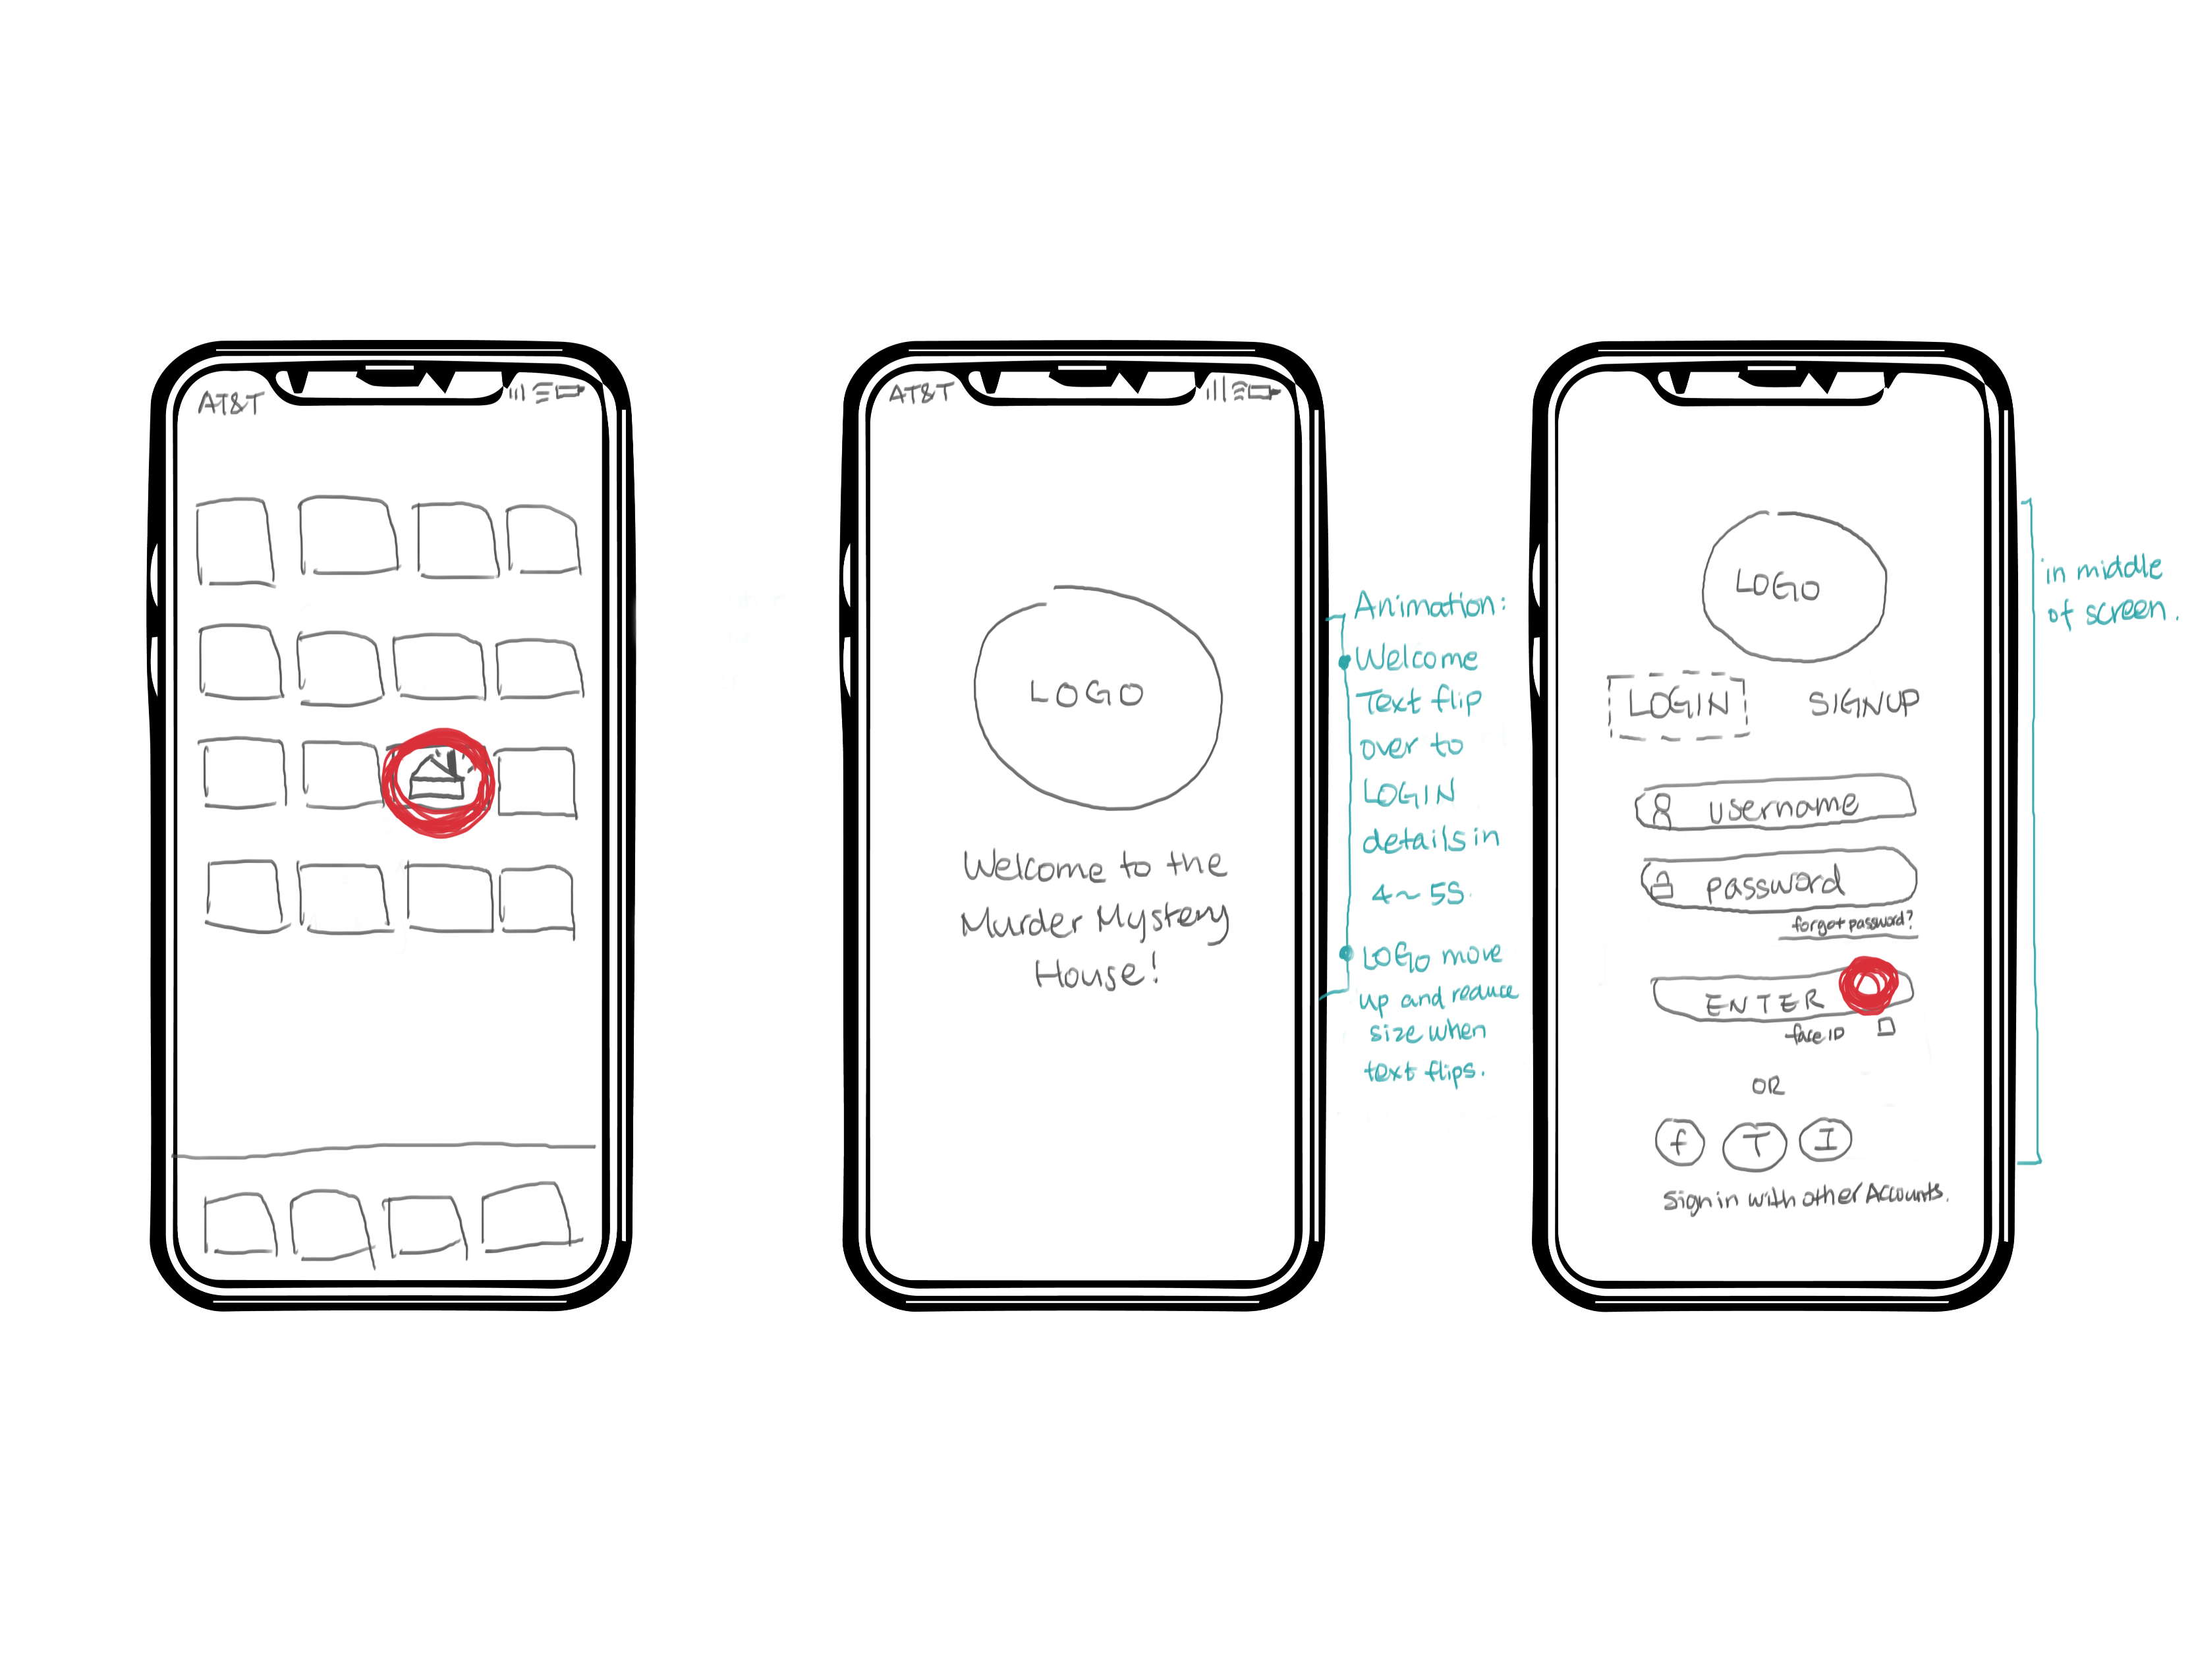 AT&T
AT&T
LOGO
Welcome to the
Murder Mystery
House!
Animation:
Welcome
Text flip
over to
LOGIN
details in
4~5S.
LOGO move
up and reduce
size when
text flips.
LOGO
LOGIN SIGNUP
username
password
forgot password?
ENTER
face ID
OR
f T I
sign in with other Accounts.
in middle
of screen.